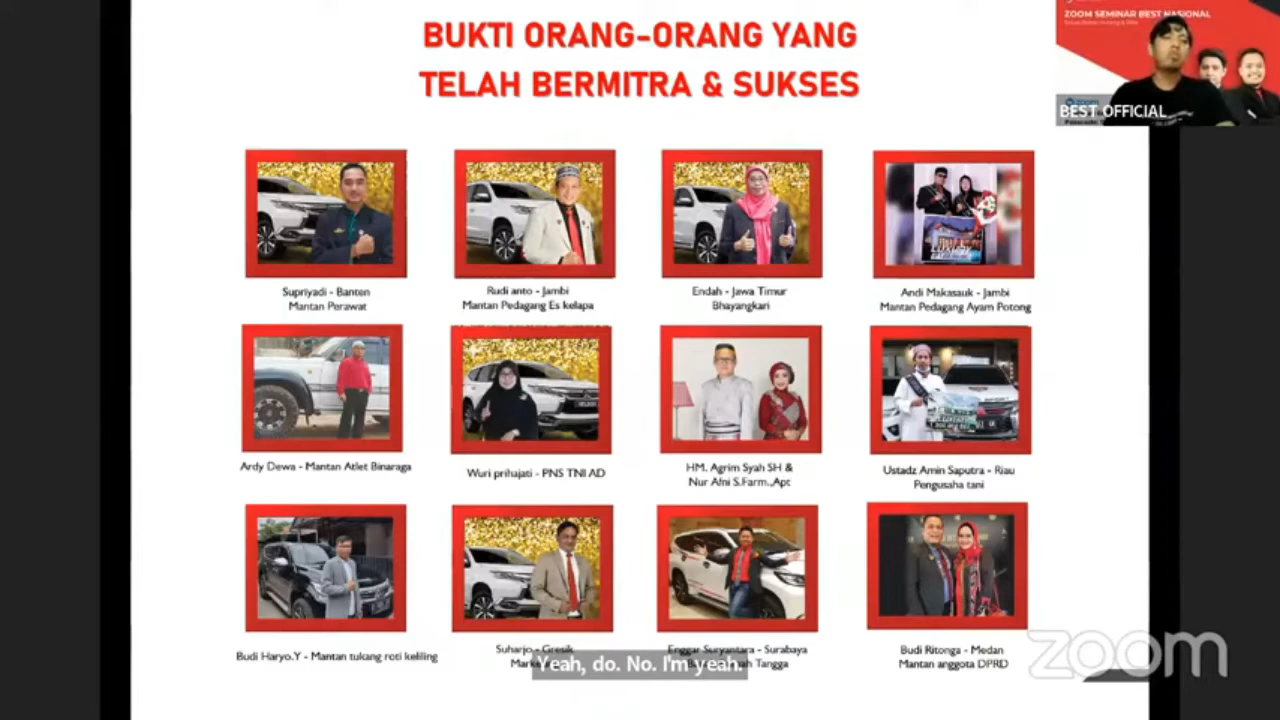 BUKTI ORANG-ORANG YANG
TELAH BERMITRA & SUKSES
ZOOM SEMINAR BEST NASIONAL
BEST OFFICIAL
Supriyadi - Banten
Mantan Perawat
Rudi anto - Jambi
Mantan Pedagang Es kelapa
Endah - Jawa Timur
Bhayangkari
Andi Makasauk - Jambi
Mantan Pedagang Ayam Potong
Ardy Dewa - Mantan Atlet Binaraga
Wuri prihajati - PNS TNI AD
HM. Agrim Syah SH &
Nur Afni S.Farm.,Apt
Ustadz Amin Saputra - Riau
Pengusaha tani
Budi Haryo.Y - Mantan tukang roti keliling
Suharjo - Gresik
Enggar Suryantara - Surabaya
Tangga
Budi Ritonga - Medan
Mantan anggota DPRD
Yeah, do. No. I'm yeah.
zoom